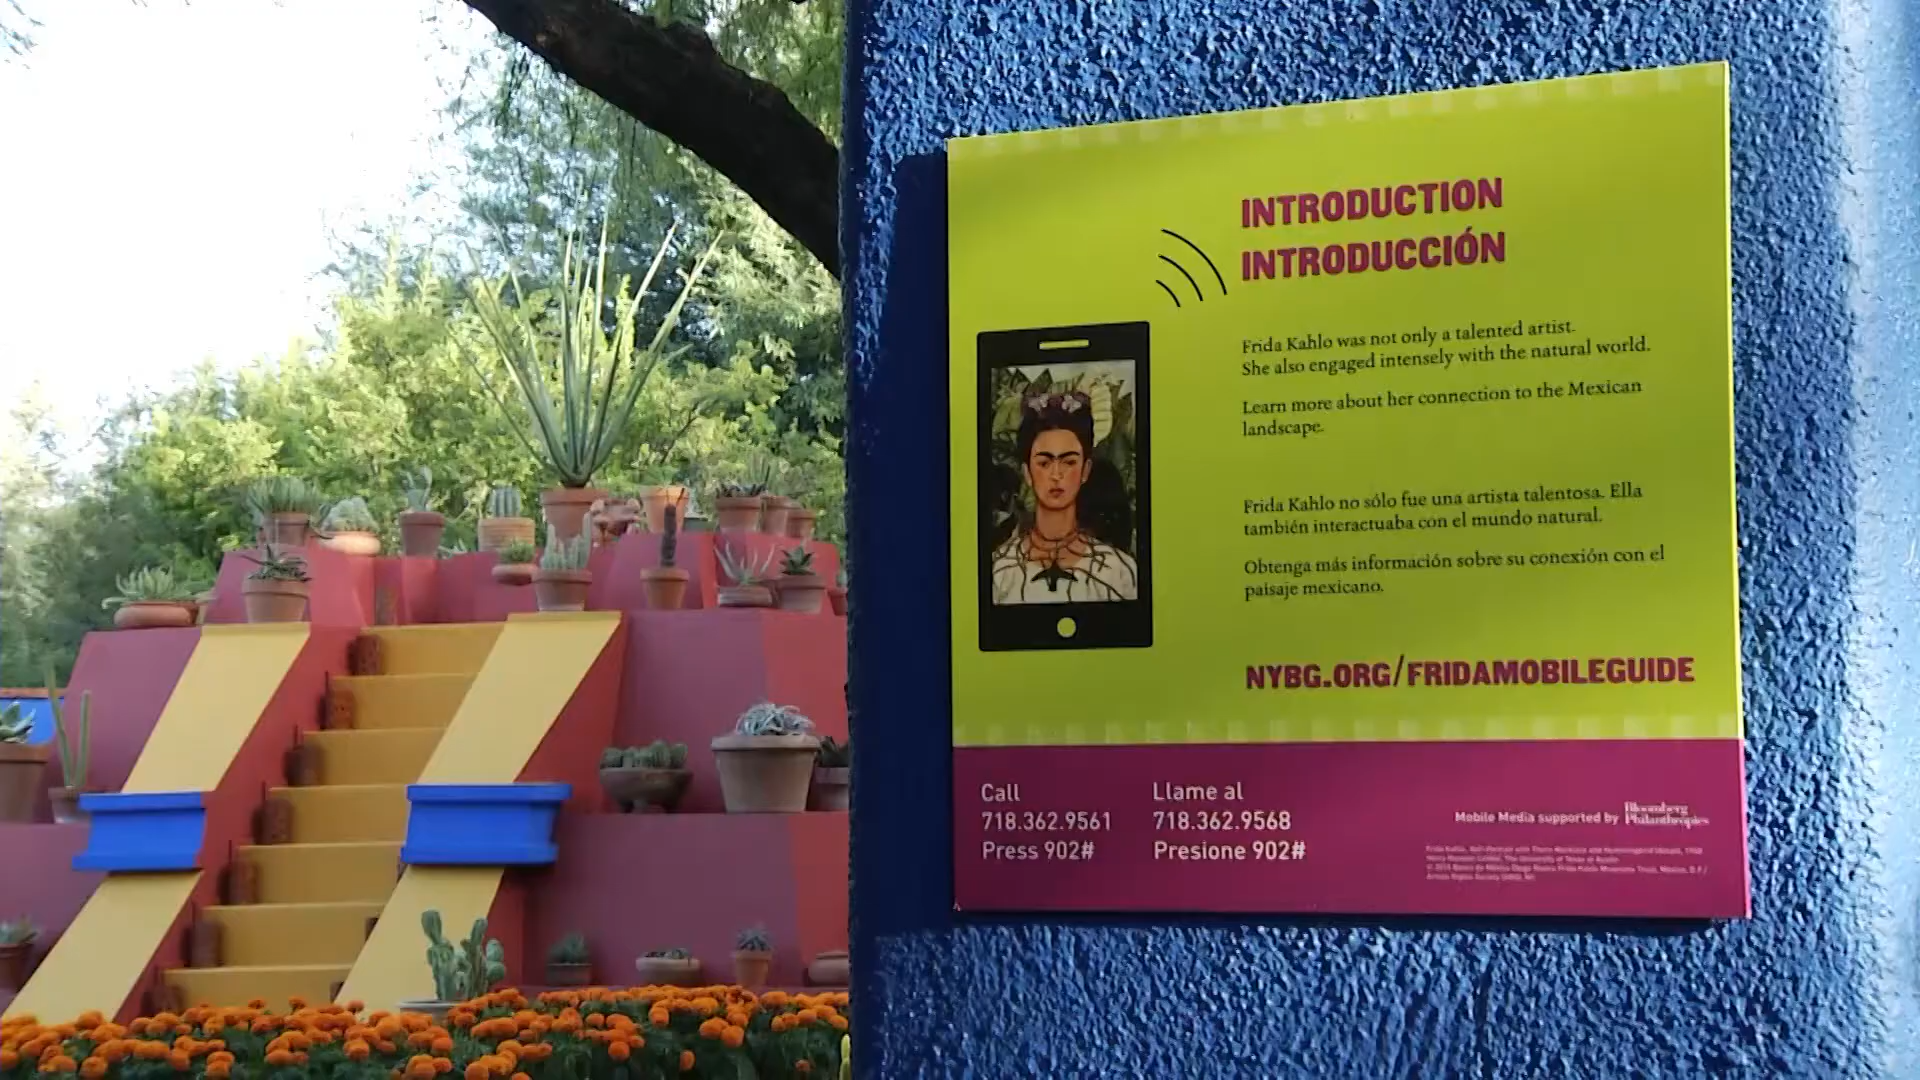 INTRODUCTION
INTRODUCCIÓN
Frida Kahlo was not only a talented artist.
She also engaged intensely with the natural world.
Learn more about her connection to the Mexican
landscape.
Frida Kahlo no sólo fue una artista talentosa. Ella
también interactuaba con el mundo natural.
Obtenga más información sobre su conexión con el
paisaje mexicano.
NYBG.ORG/FRIDAMOBILEGUIDE
Call
718.362.9561
Press 902#
Llame al
718.362.9568
Presione 902#
Mobile Media supported by Bloomberg
Philanthropies